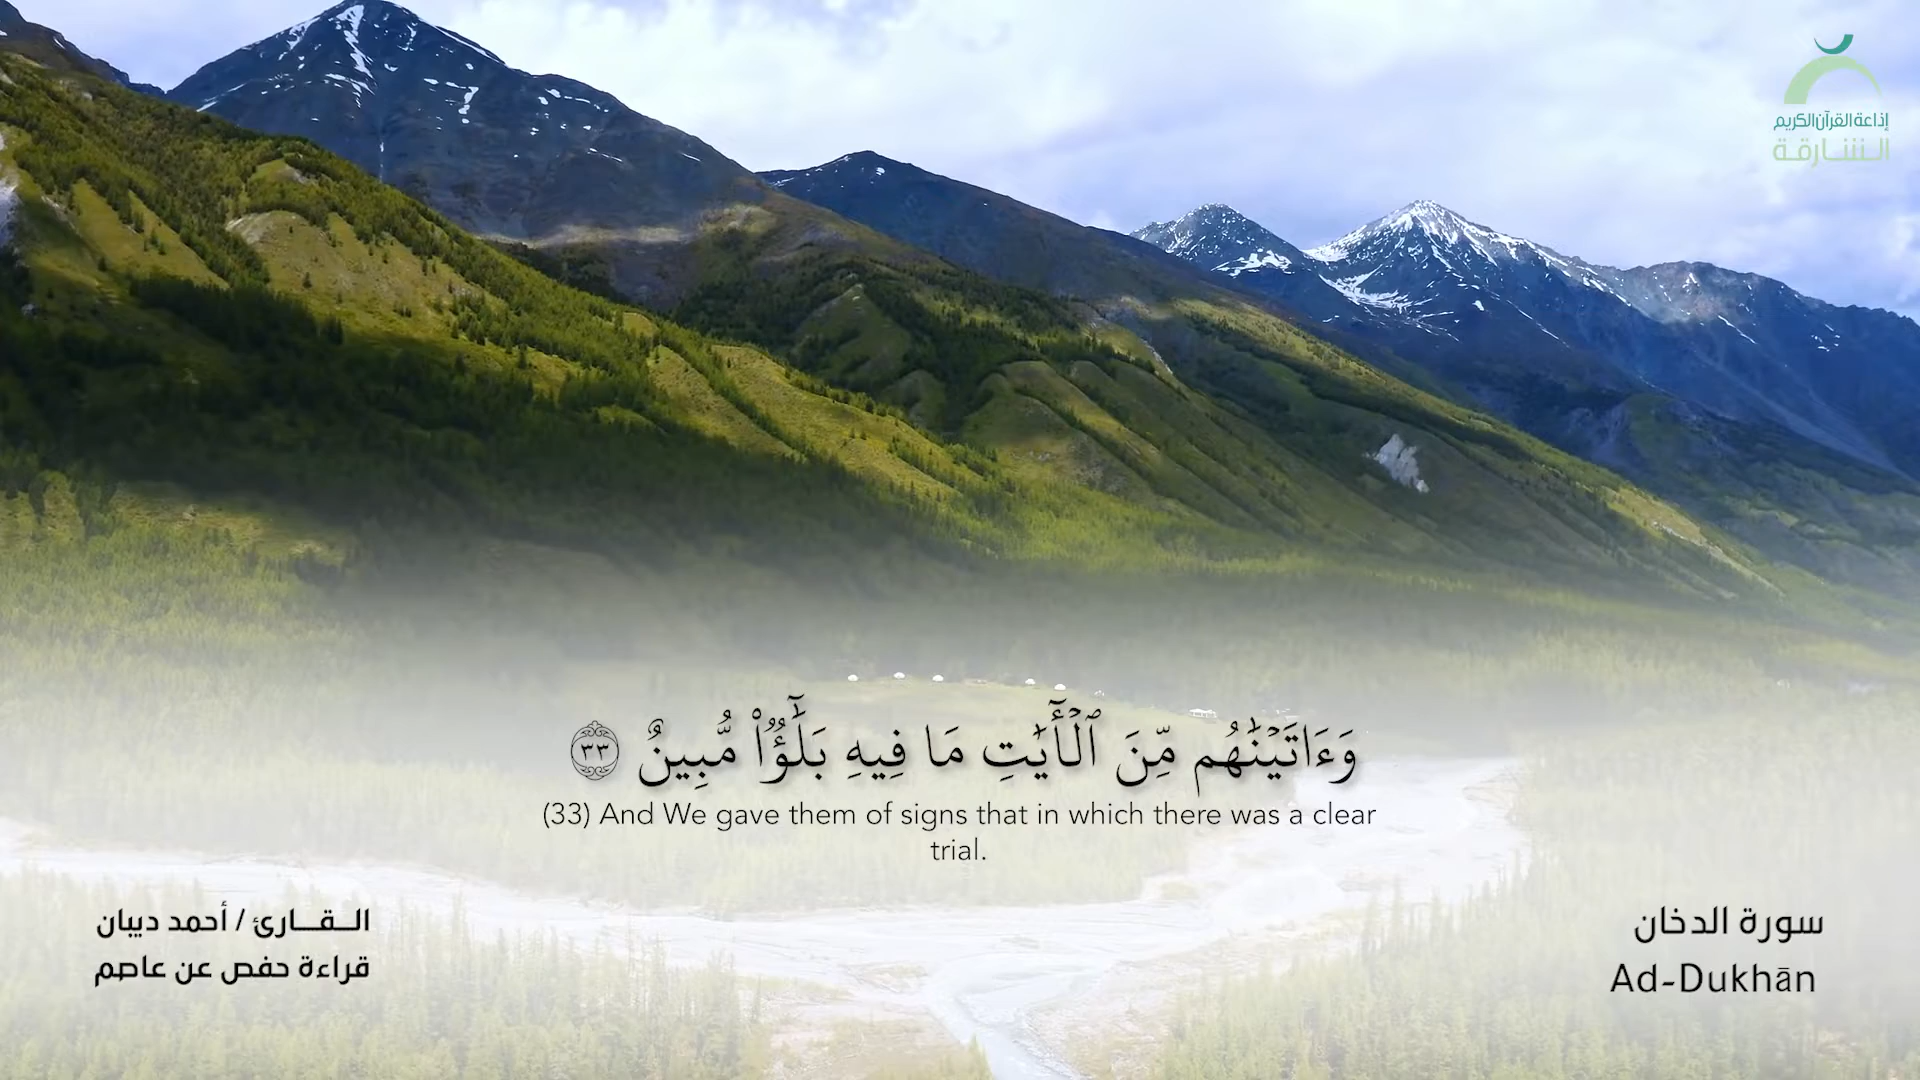 إذاعة القرآن الكريم
الشارقة
وَءَاتَيْنَٰهُم مِّنَ ٱلْأٓيَٰتِ مَا فِيهِ بَلَٰٓؤٌا۟ مُّبِينٌ ٣٣
(33) And We gave them of signs that in which there was a clear
trial.
القارئ / أحمد ديبان
قراءة حفص عن عاصم
سورة الدخان
Ad-Dukhān